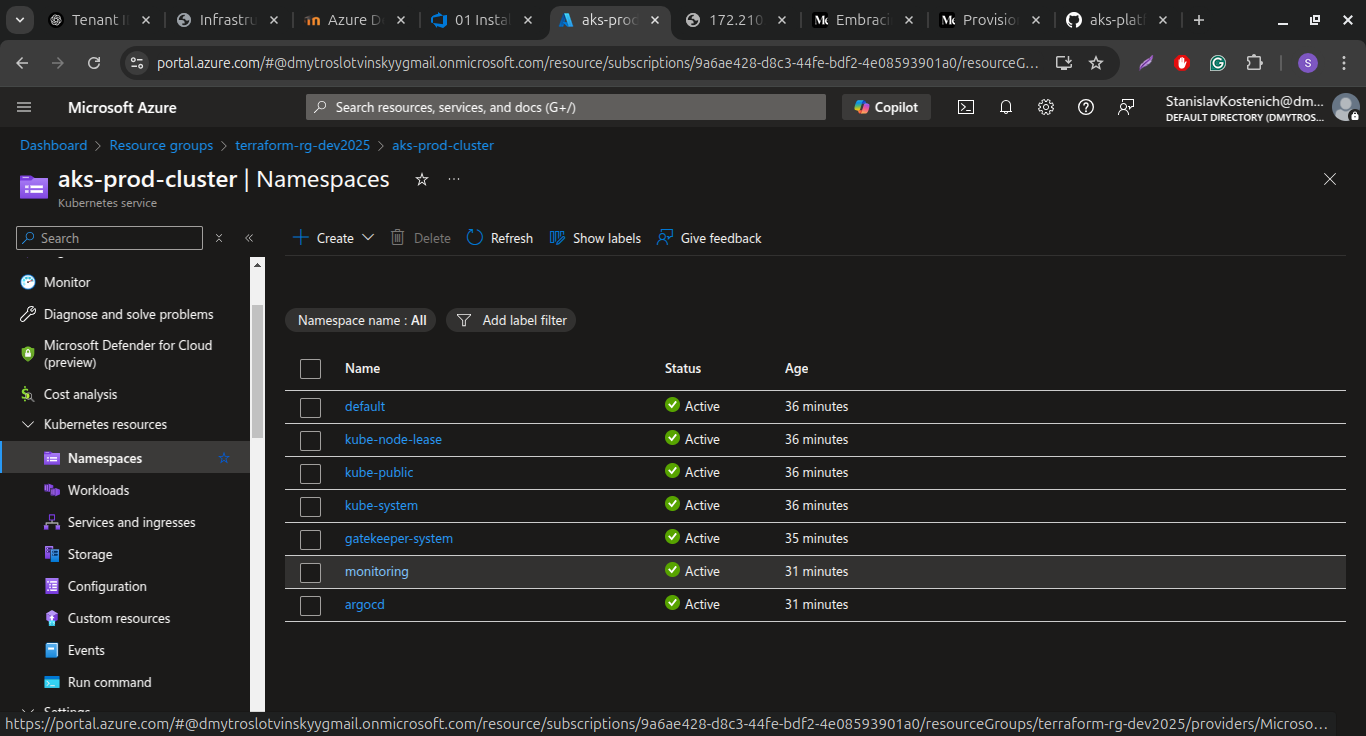 Tenant I
Infrastru
Azure D
01 Instal
aks-prod
172.210
Embraci
Provisio
aks-plat
portal.azure.com/#@dmytroslotvinskyygmail.onmicrosoft.com/resource/subscriptions/9a6ae428-d8c3-44fe-bdf2-4e08593901a0/resourceG...
S
Microsoft Azure
Search resources, services, and docs (G+/)
Copilot
StanislavKostenich@dm...
DEFAULT DIRECTORY (DMYTROS...
Dashboard > Resource groups > terraform-rg-dev2025 > aks-prod-cluster
aks-prod-cluster | Namespaces
Kubernetes service
Search
Create
Delete
Refresh
Show labels
Give feedback
Monitor
Diagnose and solve problems
Microsoft Defender for Cloud
(preview)
Cost analysis
Kubernetes resources
Namespaces
Workloads
Services and ingresses
Storage
Configuration
Custom resources
Events
Run command
Settings
Namespace name : All
Add label filter
Name Status Age
default Active 36 minutes
kube-node-lease Active 36 minutes
kube-public Active 36 minutes
kube-system Active 36 minutes
gatekeeper-system Active 35 minutes
monitoring Active 31 minutes
argocd Active 31 minutes
https://portal.azure.com/#@dmytroslotvinskyygmail.onmicrosoft.com/resource/subscriptions/9a6ae428-d8c3-44fe-bdf2-4e08593901a0/resourceGroups/terraform-rg-dev2025/providers/Microso...